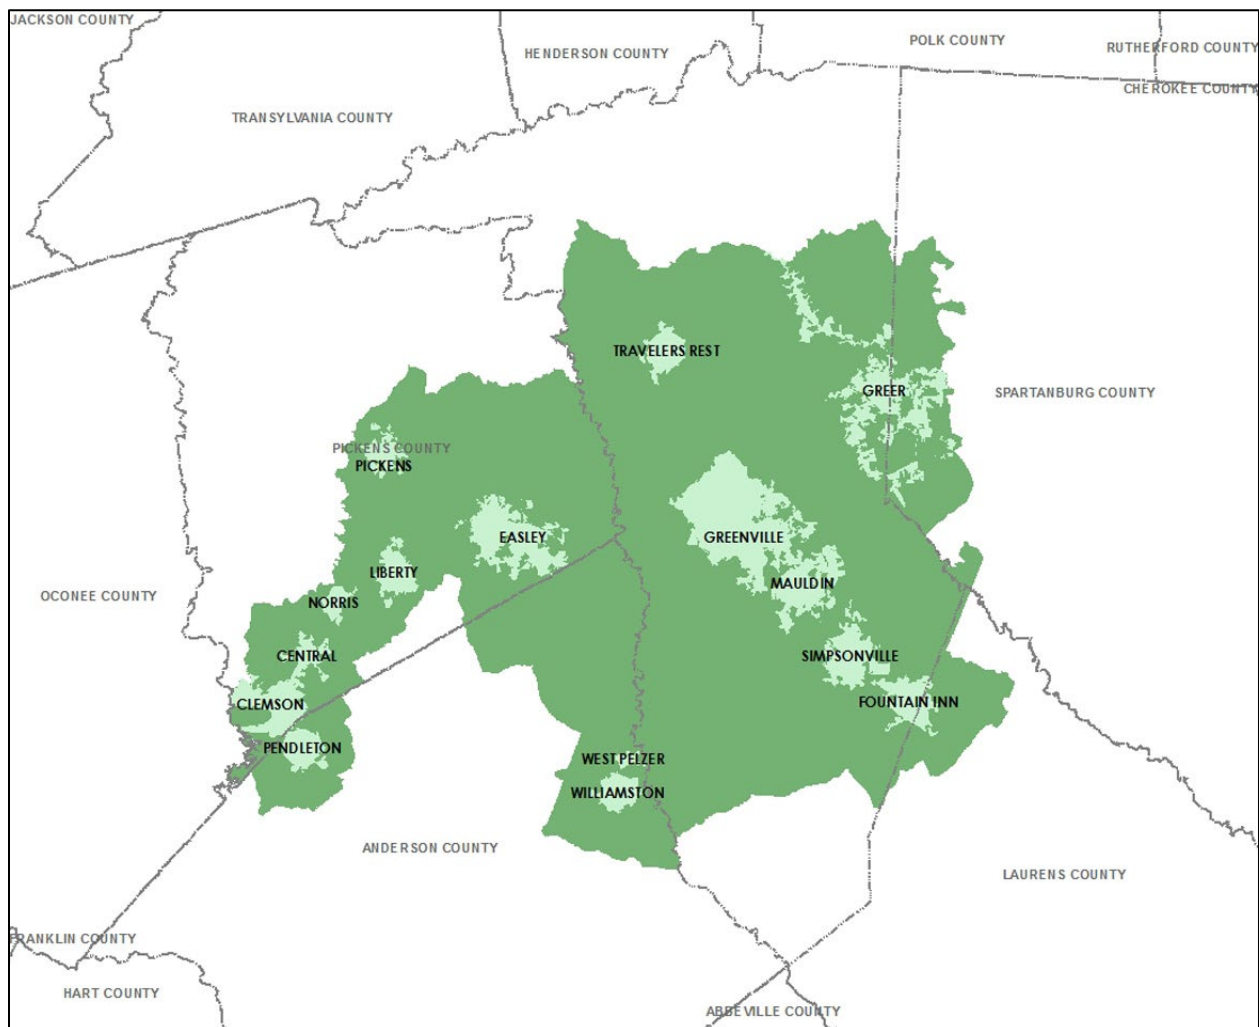 JACKSON COUNTY
POLK COUNTY
RUTHERFORD COUNTY
HENDERSON COUNTY
CHEROKEE COUNTY
TRANSYLVANIA COUNTY
TRAVELERS REST
GREER
SPARTANBURG COUNTY
PICKENS COUNTY
PICKENS
EASLEY
GREENVILLE
LIBERTY
MAULDIN
OCONEE COUNTY
NORRIS
CENTRAL
SIMPSONVILLE
CLEMSON
FOUNTAIN INN
PENDLETON
WEST PELZER
WILLIAMSTON
ANDERSON COUNTY
LAURENS COUNTY
FRANKLIN COUNTY
HART COUNTY
ABBEVILLE COUNTY